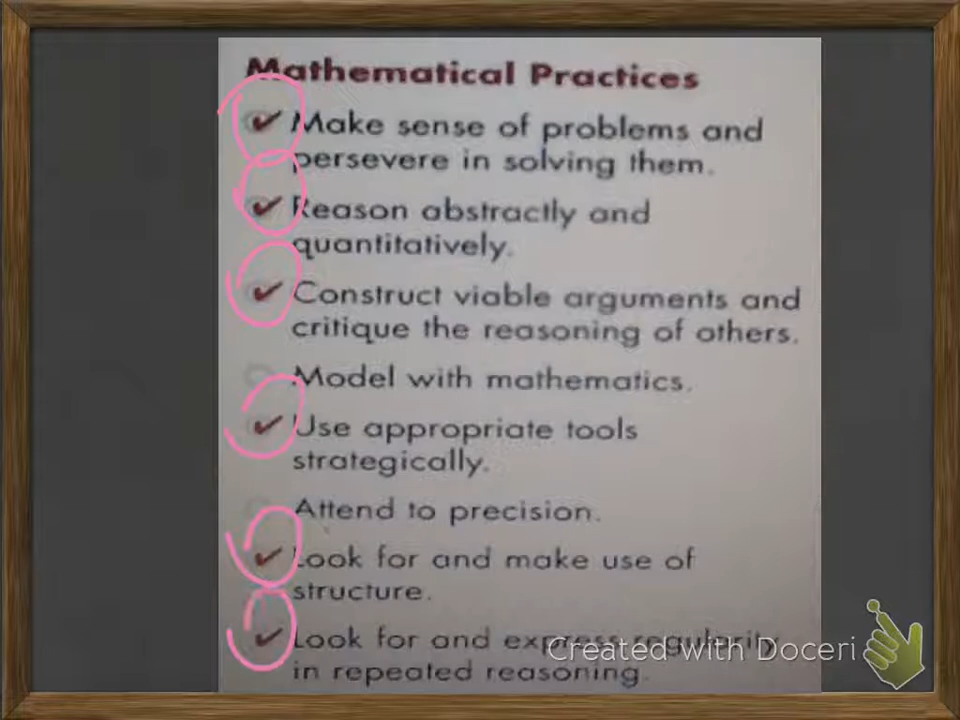 Mathematical Practices
Make sense of problems and
persevere in solving them.
Reason abstractly and
quantitatively.
Construct viable arguments and
critique the reasoning of others.
Model with mathematics.
Use appropriate tools
strategically.
Attend to precision.
Look for and make use of
structure.
Look for and express regularity
in repeated reasoning.
Created with Doceri